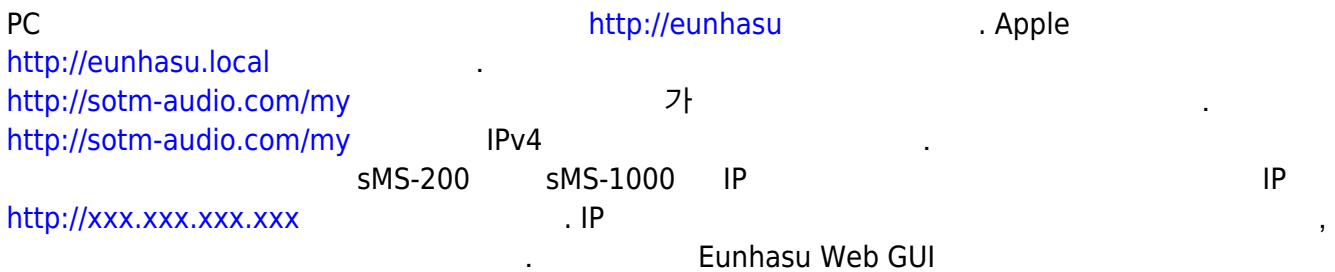 PC http://eunhasu . Apple
http://eunhasu.local .
http://sotm-audio.com/my 가 .
http://sotm-audio.com/my IPv4 .
sMS-200 sMS-1000 IP IP
http://xxx.xxx.xxx.xxx . IP ,
. Eunhasu Web GUI